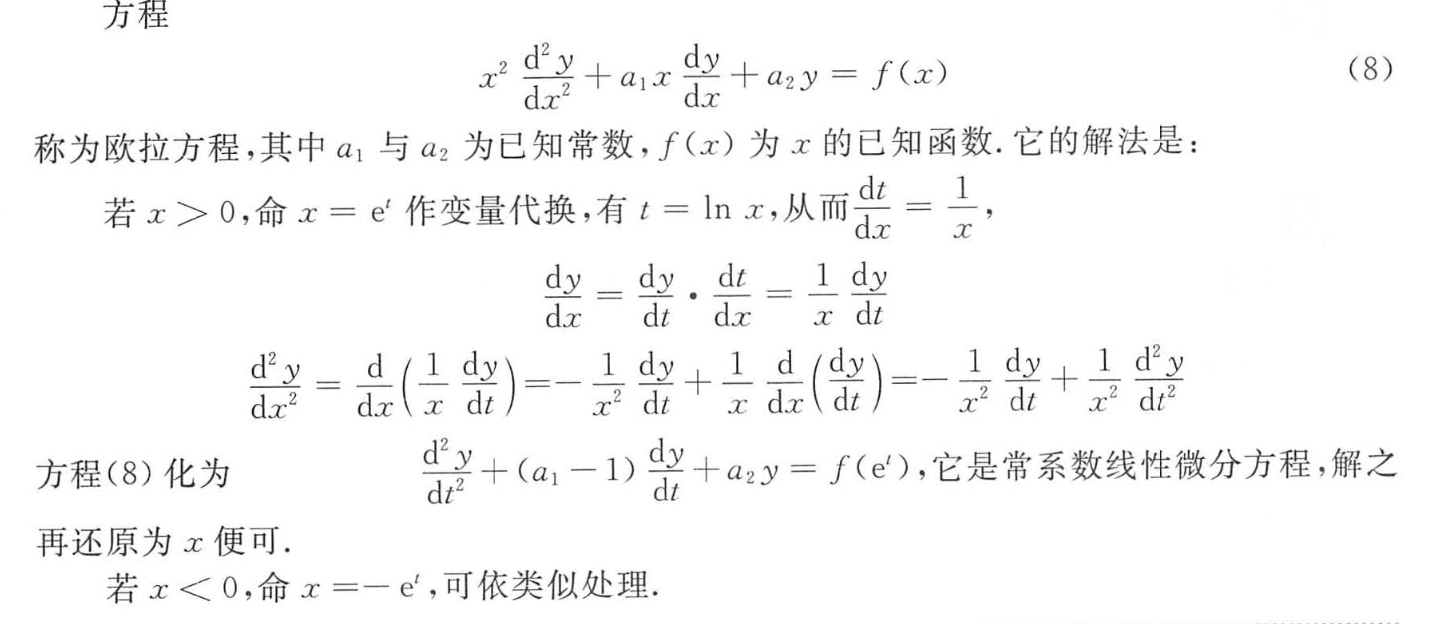 方程
$x^2 \frac{d^2y}{dx^2} + a_1 x \frac{dy}{dx} + a_2 y = f(x)$ (8)
称为欧拉方程,其中 $a_1$ 与 $a_2$ 为已知常数, $f(x)$ 为 $x$ 的已知函数.它的解法是:
若 $x > 0$,命 $x = e^t$ 作变量代换,有 $t = \ln x$,从而 $\frac{dt}{dx} = \frac{1}{x}$,
$\frac{dy}{dx} = \frac{dy}{dt} \cdot \frac{dt}{dx} = \frac{1}{x} \frac{dy}{dt}$
$\frac{d^2y}{dx^2} = \frac{d}{dx}\left(\frac{1}{x} \frac{dy}{dt}\right) = -\frac{1}{x^2} \frac{dy}{dt} + \frac{1}{x} \frac{d}{dx}\left(\frac{dy}{dt}\right) = -\frac{1}{x^2} \frac{dy}{dt} + \frac{1}{x^2} \frac{d^2y}{dt^2}$
方程(8)化为 $\frac{d^2y}{dt^2} + (a_1 - 1) \frac{dy}{dt} + a_2 y = f(e^t)$,它是常系数线性微分方程,解之
再还原为 $x$ 便可.
若 $x < 0$,命 $x = -e^t$,可依类似处理.